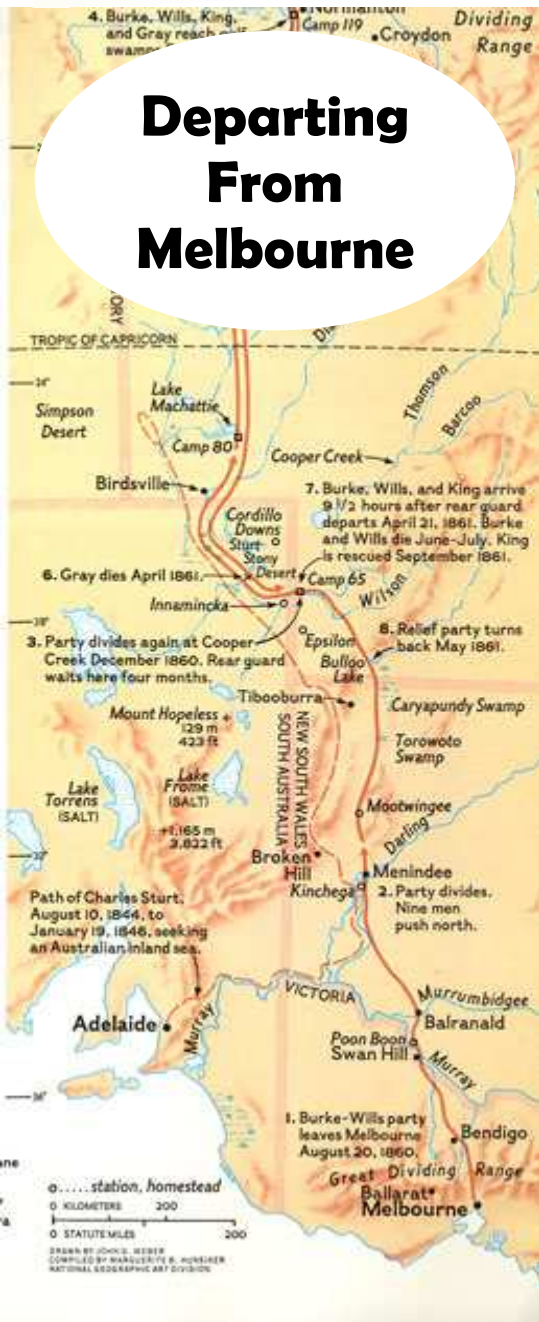 4. Burke, Wills, King,
and Gray reach
Camp 119
Croydon
Dividing
Range
Departing
From
Melbourne
TROPIC OF CAPRICORN
24°
Simpson
Desert
Lake
Machattie
Camp 80
Thomson
Barcoo
Cooper Creek
Birdsville
7. Burke, Wills, and King arrive
9 1/2 hours after rear guard
departs April 21, 1861. Burke
and Wills die June-July. King
is rescued September 1861.
Cordillo
Downs
Sturt
Stony
Desert
6. Gray dies April 1861.
Camp 65
Wilson
Innamincka
28°
3. Party divides again at Cooper
Creek December 1860. Rear guard
waits here four months.
Epsilon
8. Relief party turns
back May 1861.
Bulloo
Lake
Tibooburra
Caryapundy Swamp
Mount Hopeless +
129 m
423 ft
Torowoto
Swamp
NEW SOUTH WALES
SOUTH AUSTRALIA
Lake
Torrens
(SALT)
Lake
Frome
(SALT)
+1,165 m
3,822 ft
Mootwingee
Darling
32°
Broken
Hill
Menindee
Kinchega
2. Party divides.
Nine men
push north.
Path of Charles Sturt,
August 10, 1844, to
January 19, 1846, seeking
an Australian inland sea.
VICTORIA
Murrumbidgee
Adelaide
Murray
Balranald
Poon Boon
Swan Hill
Murray
36°
1. Burke-Wills party
leaves Melbourne
August 20, 1860.
Bendigo
Great Dividing Range
Ballarat
Melbourne
o.....station, homestead
0 KILOMETERS 200
0 STATUTE MILES 200
DRAWN BY JOHN D. WEBER
COMPILED BY MARGUERITE B. HUNSIKER
NATIONAL GEOGRAPHIC ART DIVISION